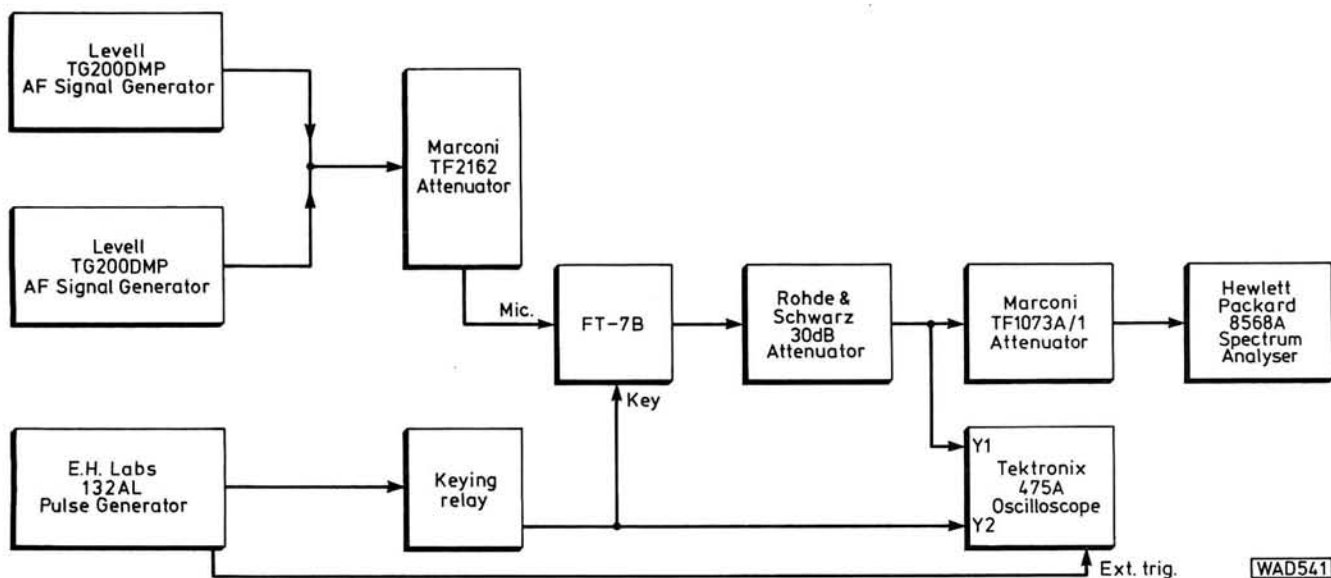 Levell
TG200DMP
AF Signal Generator
Marconi
TF2162
Attenuator
Levell
TG200DMP
AF Signal Generator
Mic.
FT-7B
Key
Rohde &
Schwarz
30dB
Attenuator
Marconi
TF1073A/1
Attenuator
Hewlett
Packard
8568A
Spectrum
Analyser
E.H. Labs
132AL
Pulse Generator
Keying
relay
Y1
Tektronix
475A
Oscilloscope
Y2
Ext. trig.
WAD541